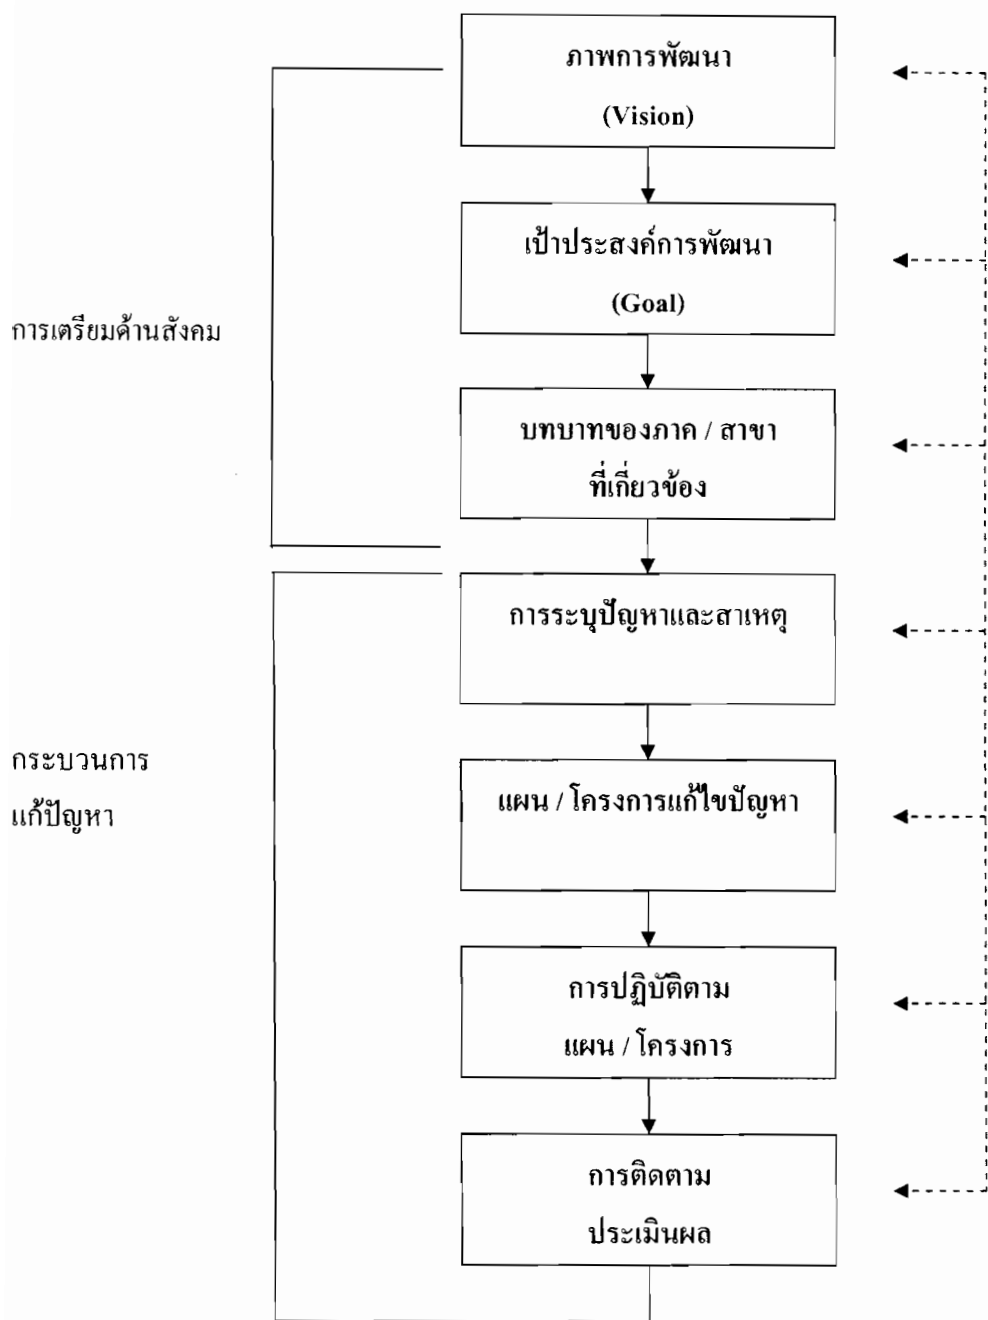 ภาพการพัฒนา
(Vision)
เป้าประสงค์การพัฒนา
(Goal)
การเตรียมด้านสังคม
บทบาทของภาค / สาขา
ที่เกี่ยวข้อง
การระบุปัญหาและสาเหตุ
กระบวนการ
แก้ปัญหา
แผน / โครงการแก้ไขปัญหา
การปฏิบัติตาม
แผน / โครงการ
การติดตาม
ประเมินผล